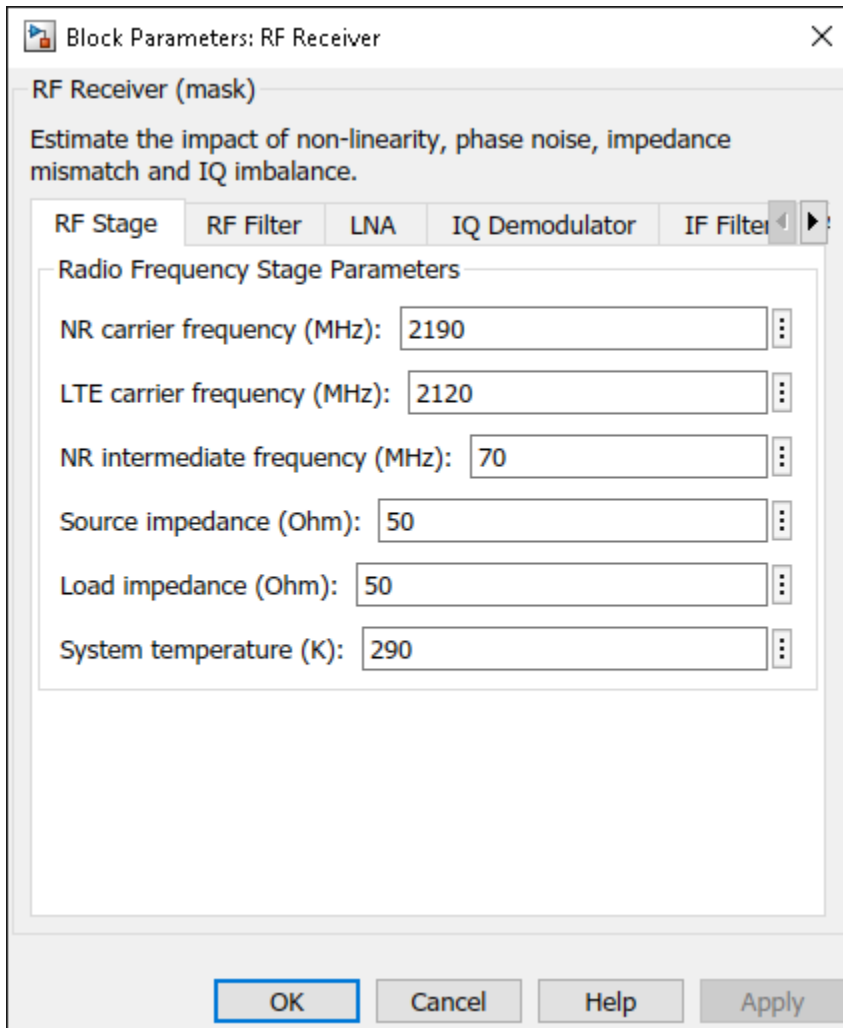 Block Parameters: RF Receiver
RF Receiver (mask)
Estimate the impact of non-linearity, phase noise, impedance
mismatch and IQ imbalance.
RF Stage RF Filter LNA IQ Demodulator IF Filter
Radio Frequency Stage Parameters
NR carrier frequency (MHz): 2190
LTE carrier frequency (MHz): 2120
NR intermediate frequency (MHz): 70
Source impedance (Ohm): 50
Load impedance (Ohm): 50
System temperature (K): 290
OK Cancel Help Apply